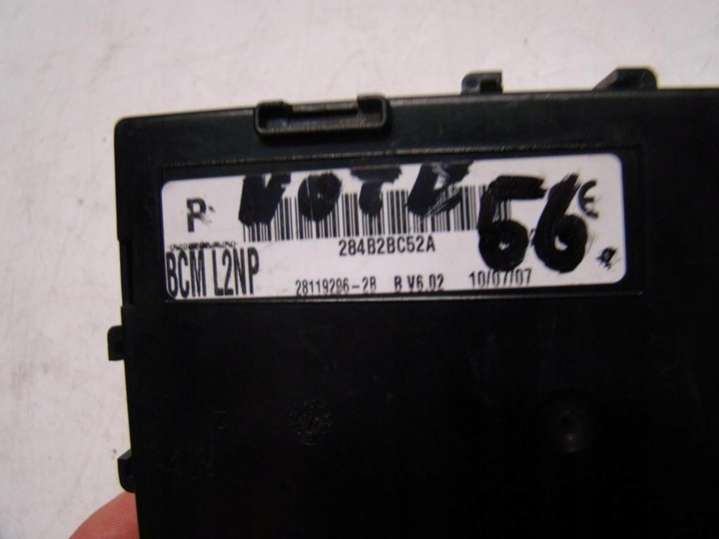 NOTE 56
284B2BC52A
BCM L2NP
28119286-2B B V6.02 10/07/07